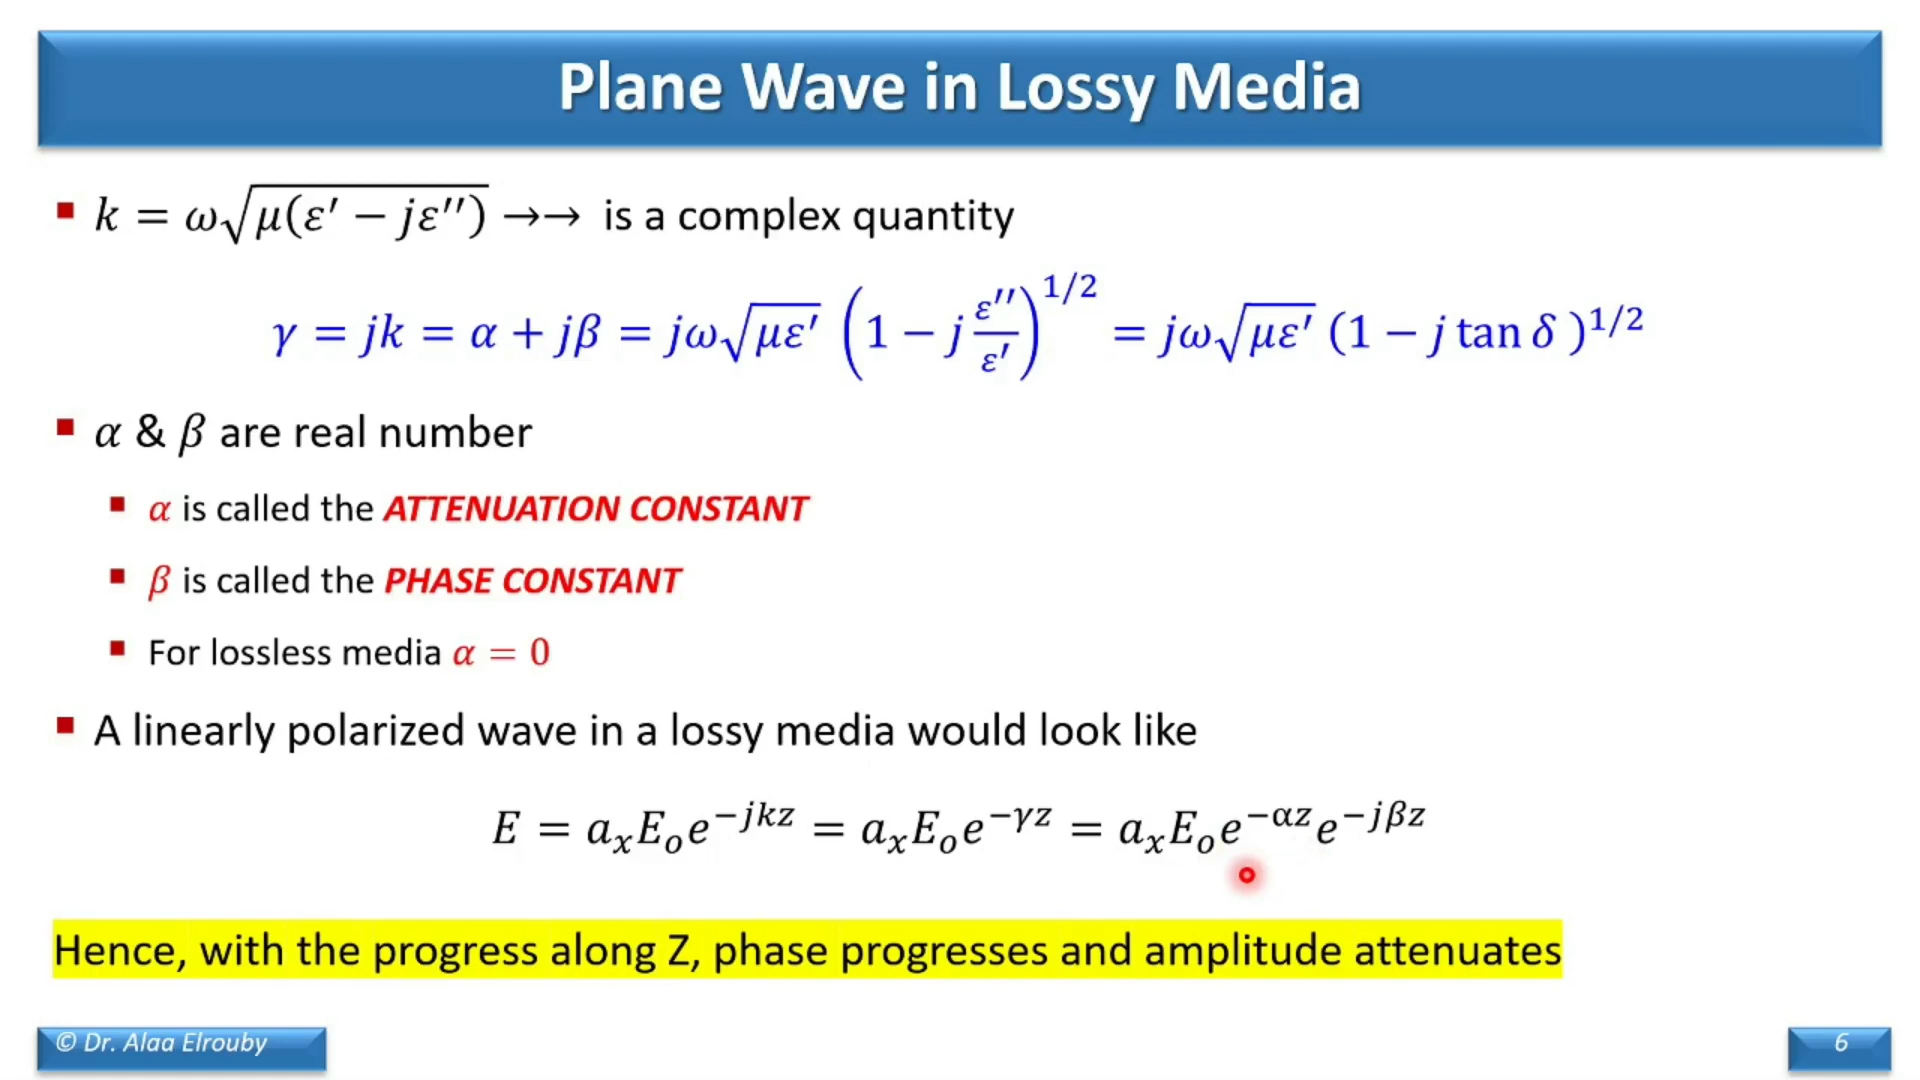 Plane Wave in Lossy Media
▪ k = ω√(μ(ε′ − jε′′)) →→ is a complex quantity
γ = jk = α + jβ = jω√(με′) (1 − j ε′′/ε′)^{1/2} = jω√(με′) (1 − j tan δ )^{1/2}
▪ α & β are real number
▪ α is called the ATTENUATION CONSTANT
▪ β is called the PHASE CONSTANT
▪ For lossless media α = 0
▪ A linearly polarized wave in a lossy media would look like
E = a_x E_o e^{−jkz} = a_x E_o e^{−γz} = a_x E_o e^{−αz} e^{−jβz}
Hence, with the progress along Z, phase progresses and amplitude attenuates
© Dr. Alaa Elrouby
6